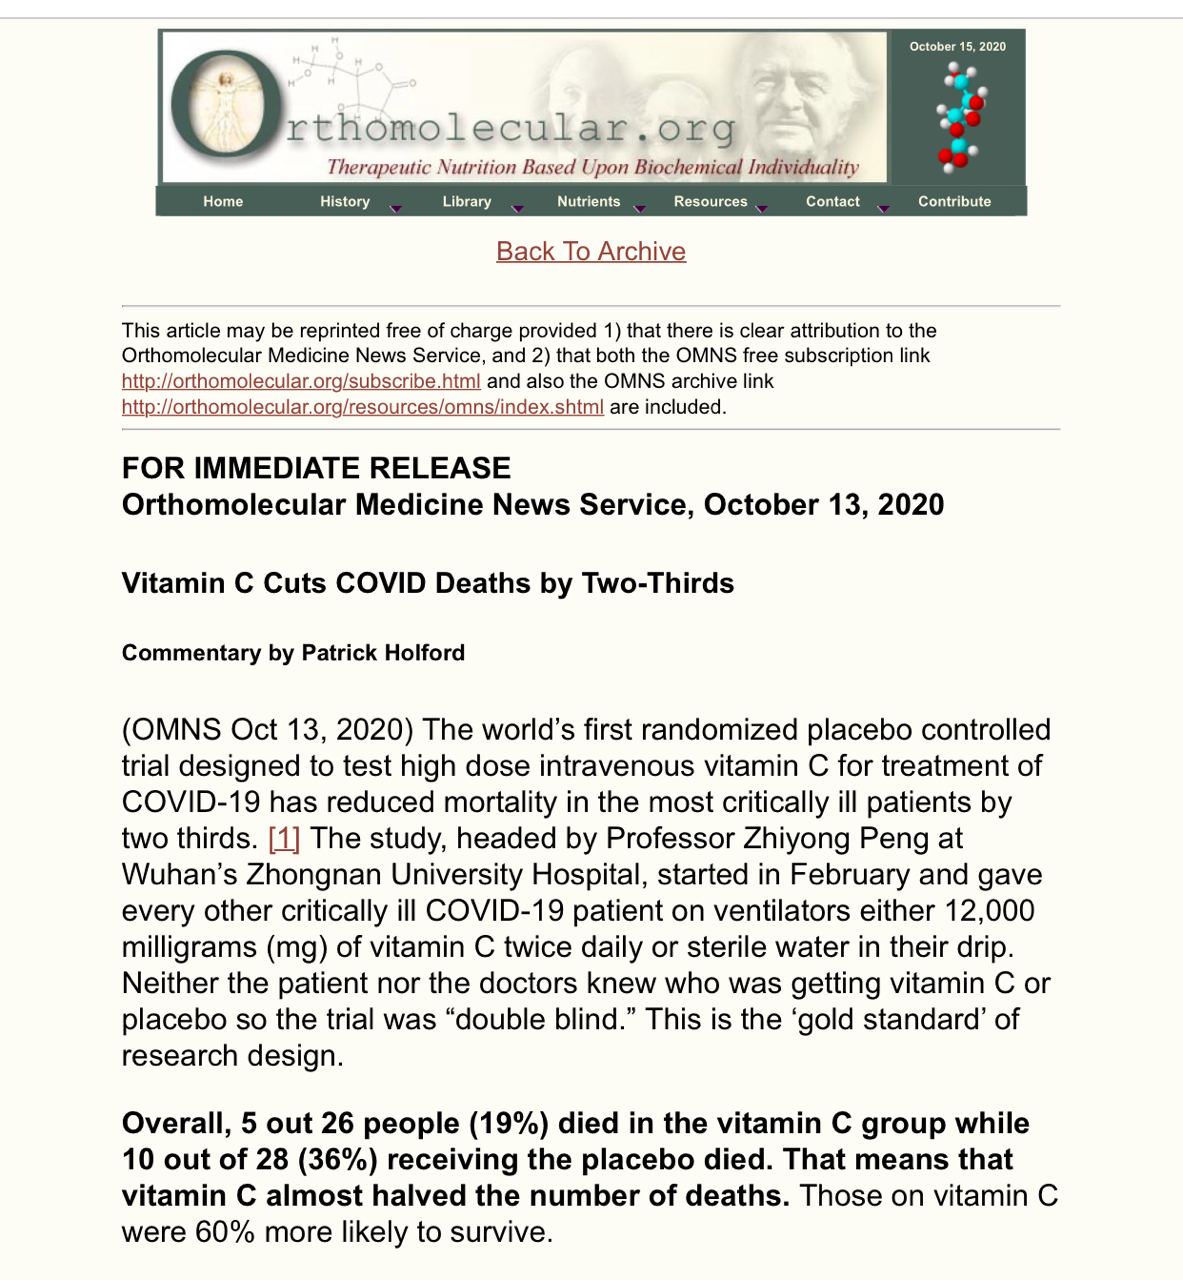 October 15, 2020
Orthomolecular.org
Therapeutic Nutrition Based Upon Biochemical Individuality
Home History Library Nutrients Resources Contact Contribute
Back To Archive
This article may be reprinted free of charge provided 1) that there is clear attribution to the
Orthomolecular Medicine News Service, and 2) that both the OMNS free subscription link
http://orthomolecular.org/subscribe.html and also the OMNS archive link
http://orthomolecular.org/resources/omns/index.shtml are included.
FOR IMMEDIATE RELEASE
Orthomolecular Medicine News Service, October 13, 2020
Vitamin C Cuts COVID Deaths by Two-Thirds
Commentary by Patrick Holford
(OMNS Oct 13, 2020) The world’s first randomized placebo controlled
trial designed to test high dose intravenous vitamin C for treatment of
COVID-19 has reduced mortality in the most critically ill patients by
two thirds. [1] The study, headed by Professor Zhiyong Peng at
Wuhan’s Zhongnan University Hospital, started in February and gave
every other critically ill COVID-19 patient on ventilators either 12,000
milligrams (mg) of vitamin C twice daily or sterile water in their drip.
Neither the patient nor the doctors knew who was getting vitamin C or
placebo so the trial was “double blind.” This is the ‘gold standard’ of
research design.
Overall, 5 out 26 people (19%) died in the vitamin C group while
10 out of 28 (36%) receiving the placebo died. That means that
vitamin C almost halved the number of deaths. Those on vitamin C
were 60% more likely to survive.